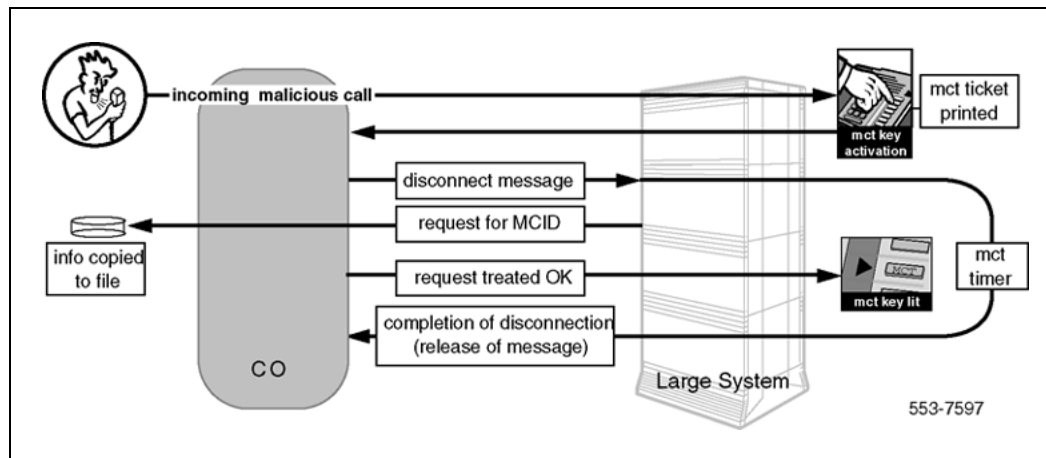 incoming malicious call
mct ticket
printed
mct key
activation
disconnect message
request for MCID
info copied
to file
request treated OK
MCT
mct key lit
mct
timer
completion of disconnection
(release of message)
CO
Large System
553-7597